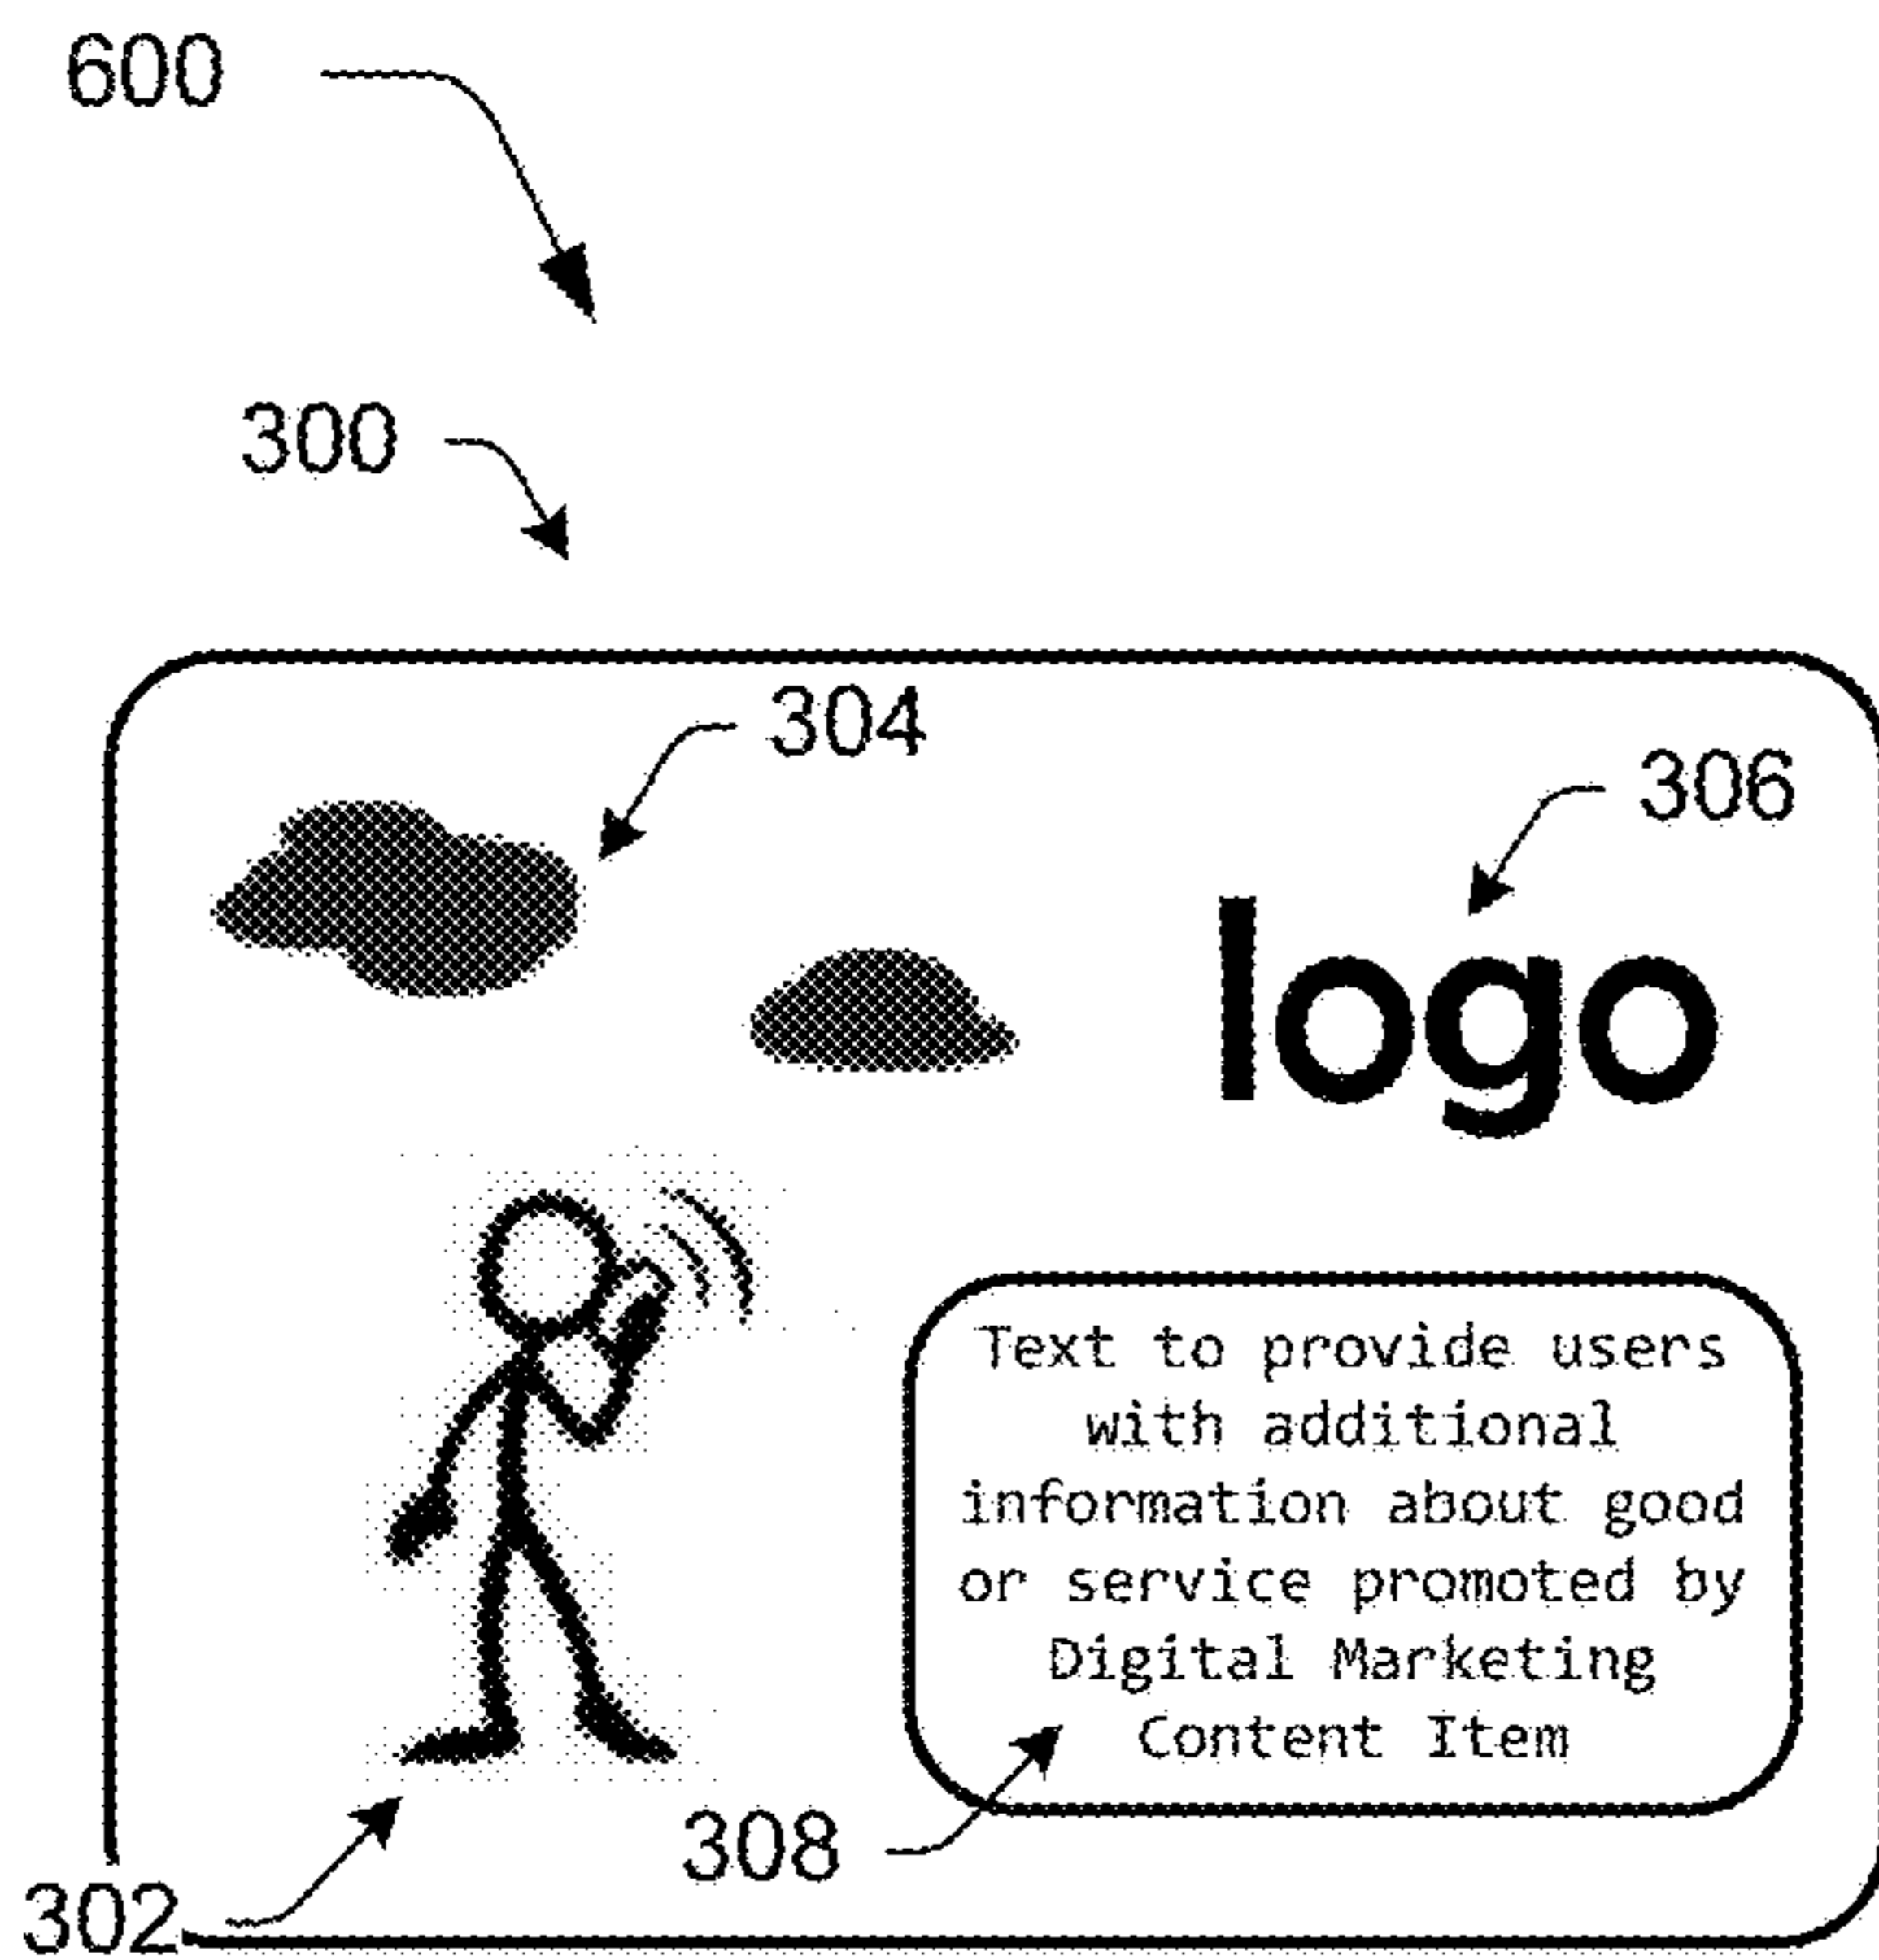 600
300
304
306
logo
Text to provide users
with additional
information about good
or service promoted by
Digital Marketing
Content Item
308
302